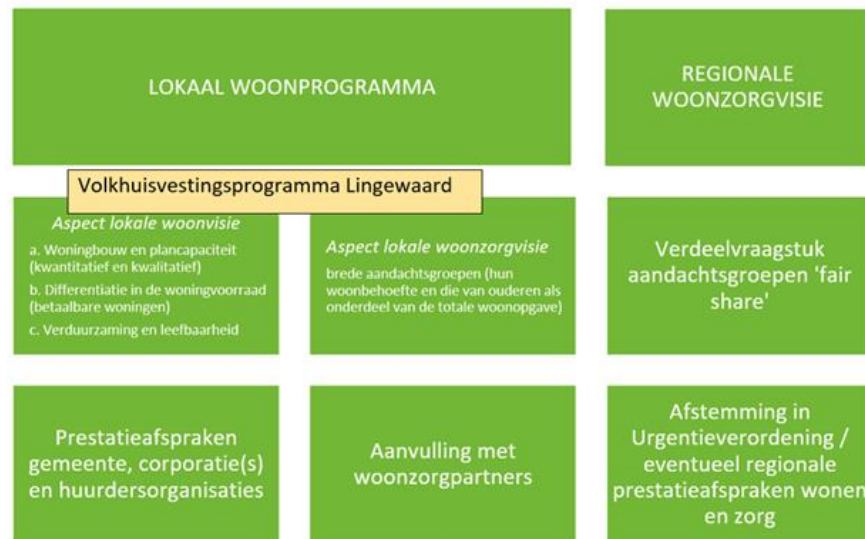 LOKAAL WOONPROGRAMMA
REGIONALE
WOONZORGVISIE
Volkhuisvestingsprogramma Lingewaard
Aspect lokale woonvisie
a. Woningbouw en plancapaciteit
(kwantitatief en kwalitatief)
b. Differentiatie in de woningvoorraad
(betaalbare woningen)
c. Verduurzaming en leefbaarheid
Aspect lokale woonzorgvisie
brede aandachtsgroepen (hun
woonbehoefte en die van ouderen als
onderdeel van de totale woonopgave)
Verdeelvraagstuk
aandachtsgroepen 'fair
share'
Prestatieafspraken
gemeente, corporatie(s)
en huurdersorganisaties
Aanvulling met
woonzorgpartners
Afstemming in
Urgentieverordening /
eventueel regionale
prestatieafspraken wonen
en zorg